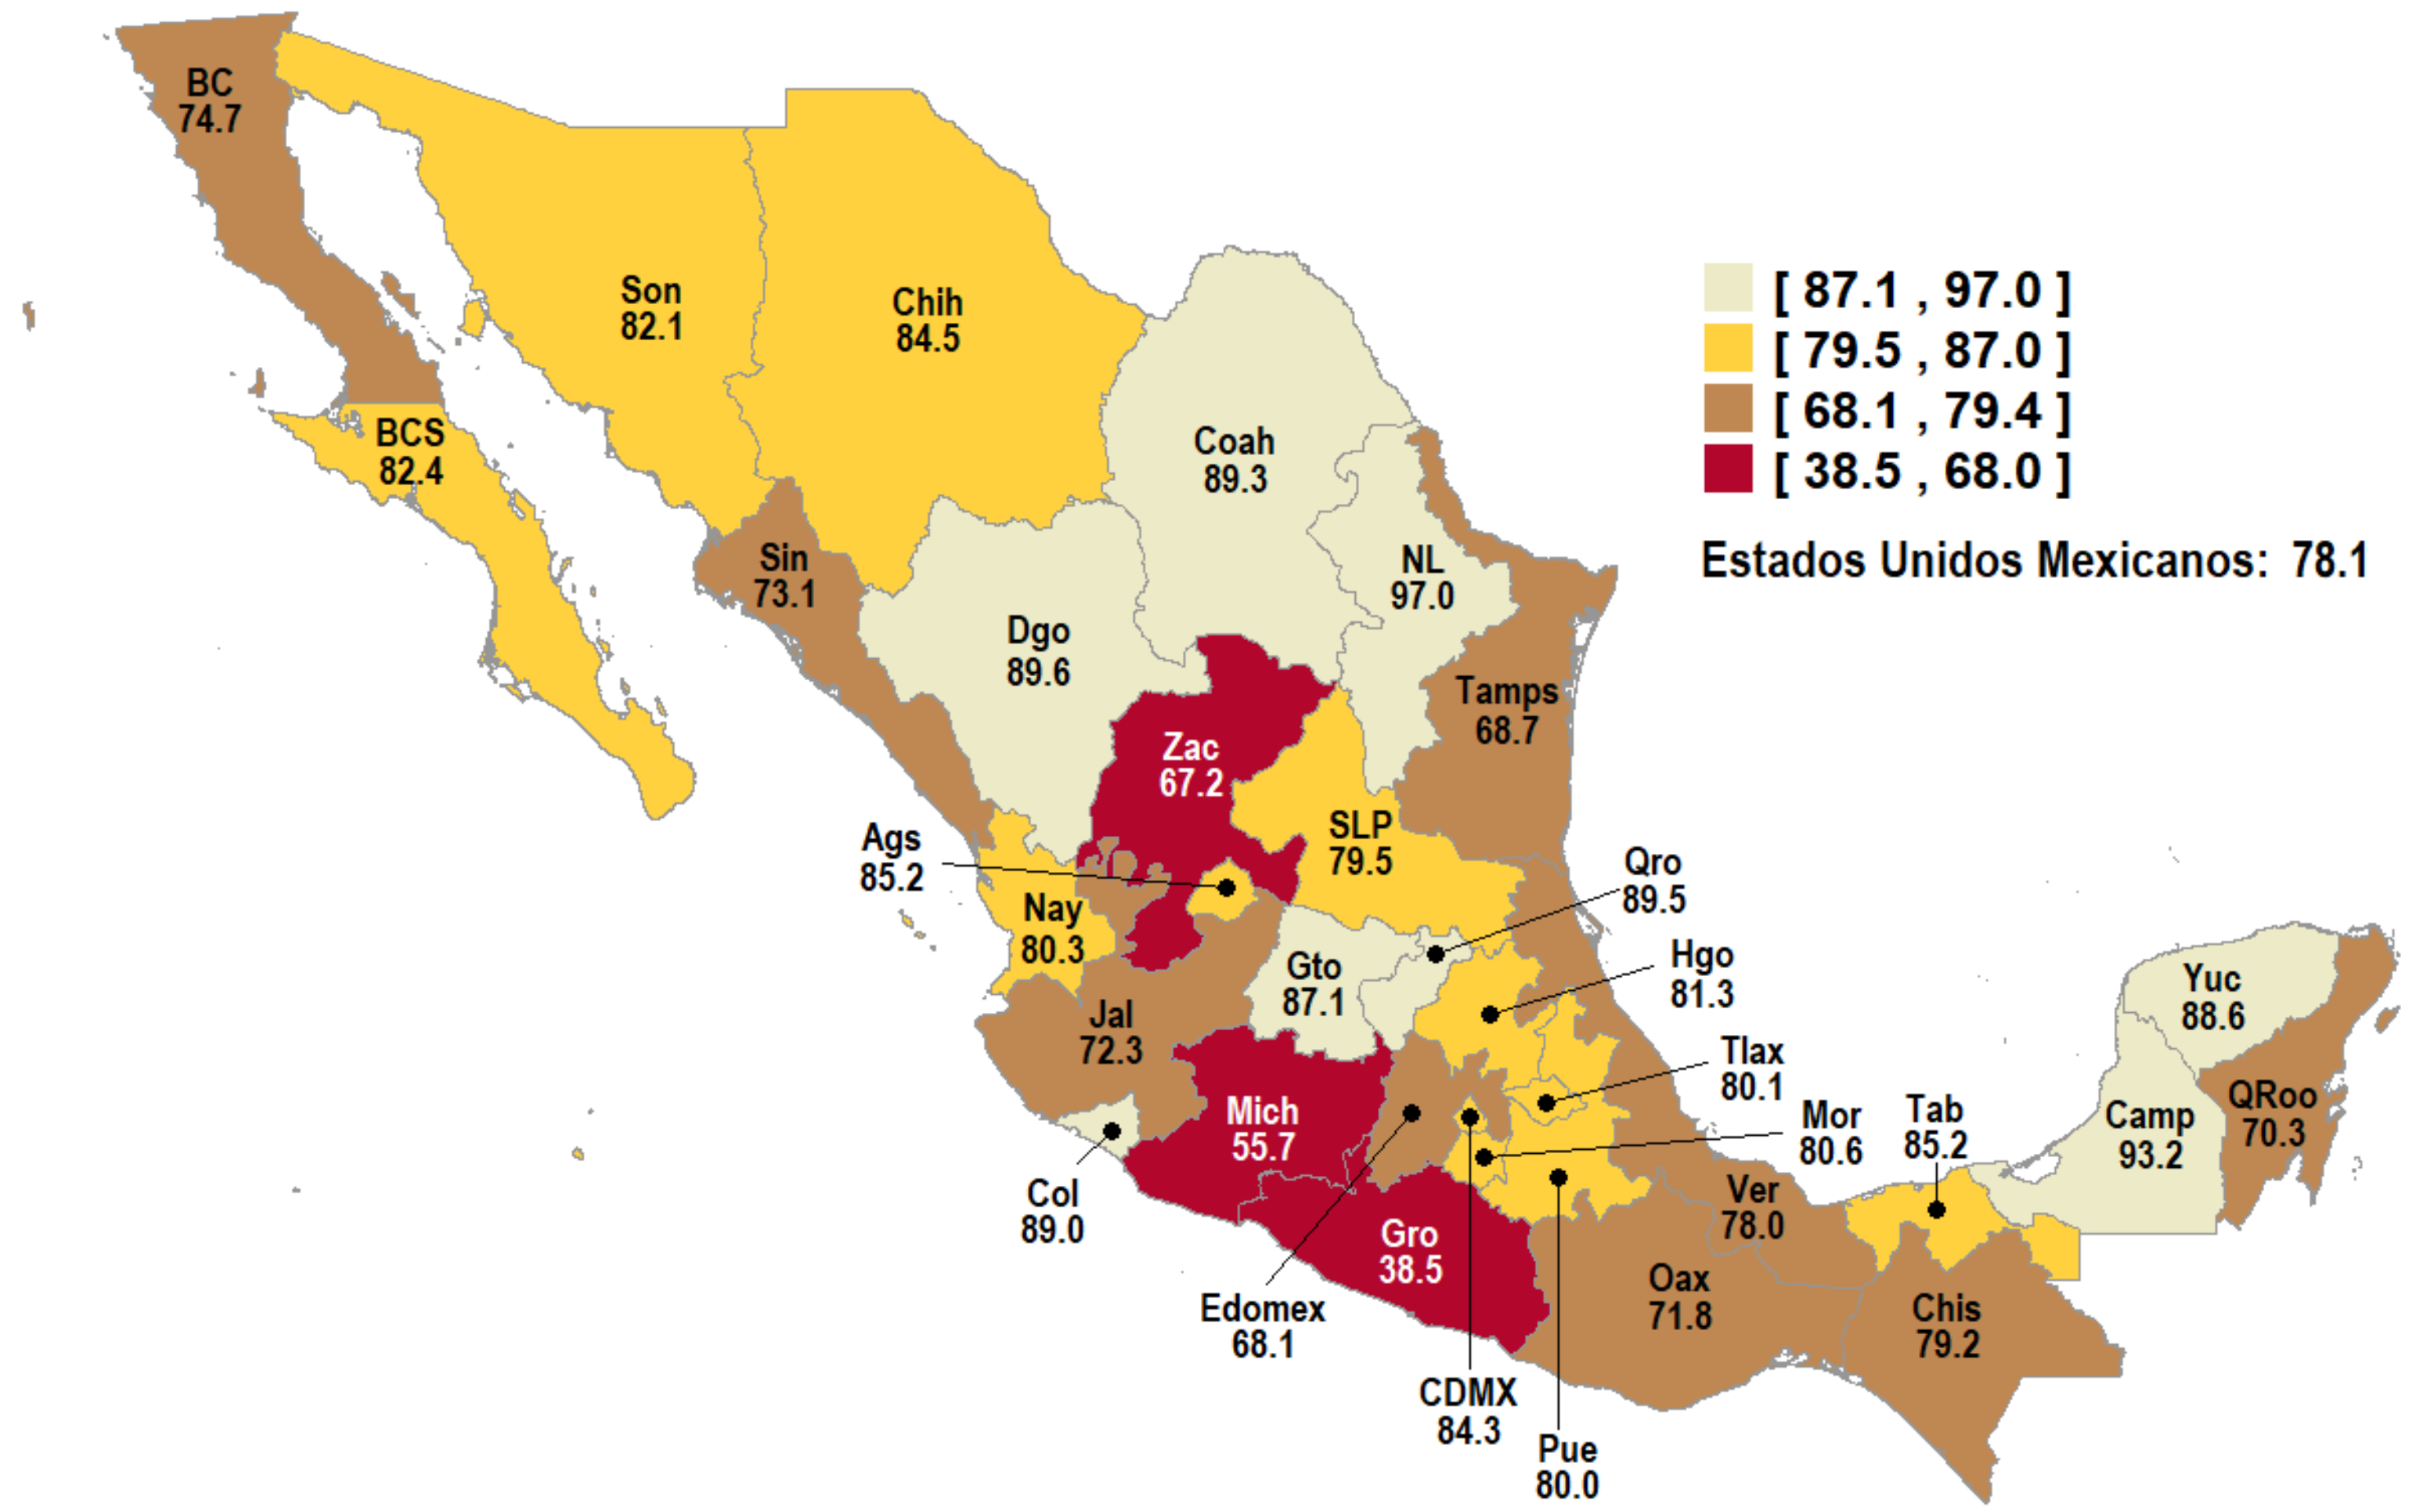 BC
74.7
Son
82.1
Chih
84.5
BCS
82.4
Coah
89.3
[ 87.1 , 97.0 ]
[ 79.5 , 87.0 ]
[ 68.1 , 79.4 ]
[ 38.5 , 68.0 ]
Estados Unidos Mexicanos: 78.1
Sin
73.1
NL
97.0
Dgo
89.6
Tamps
68.7
Zac
67.2
SLP
79.5
Ags
85.2
Qro
89.5
Nay
80.3
Gto
87.1
Hgo
81.3
Yuc
88.6
Jal
72.3
Tlax
80.1
Mich
55.7
Mor
80.6
Tab
85.2
Camp
93.2
QRoo
70.3
Col
89.0
Ver
78.0
Gro
38.5
Edomex
68.1
Oax
71.8
Chis
79.2
CDMX
84.3
Pue
80.0